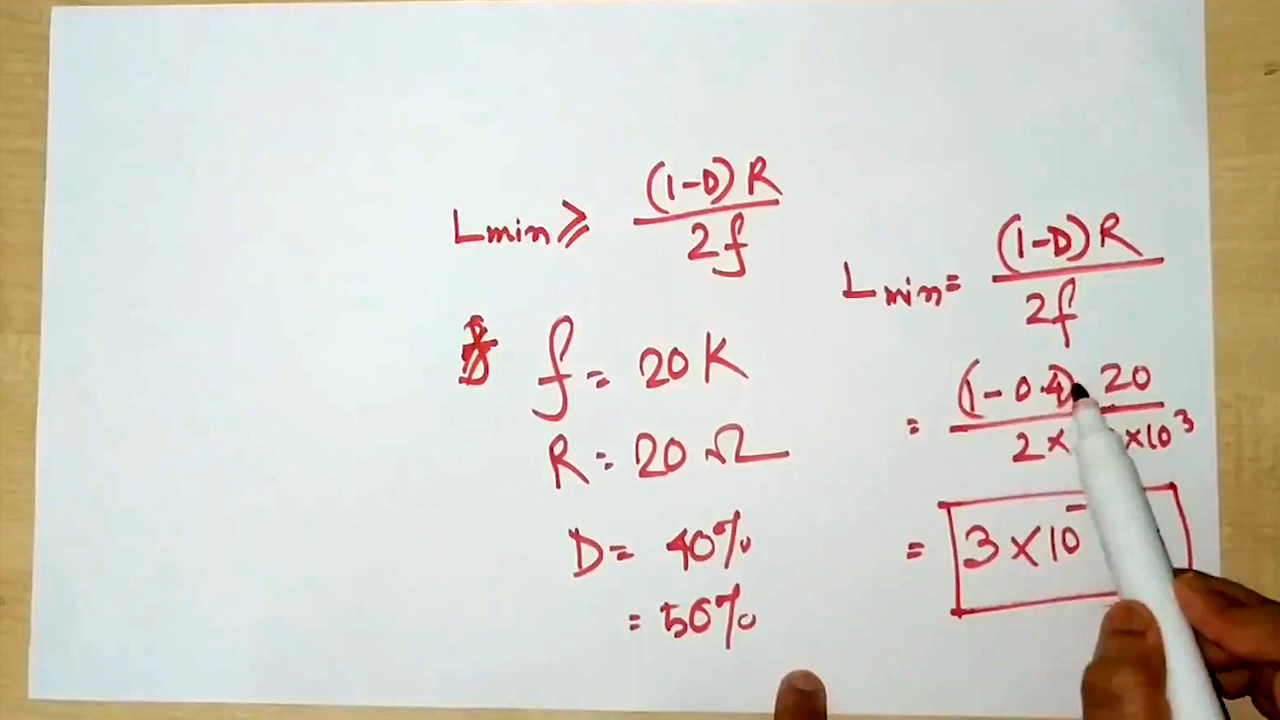 Lmin ≥ (1-D) R / 2f
f = 20 K
R = 20 Ω
D = 40%
= 50%
Lmin = (1-D) R / 2f
= (1-0.4) 20 / 2 × ×10³
= 3×10⁻